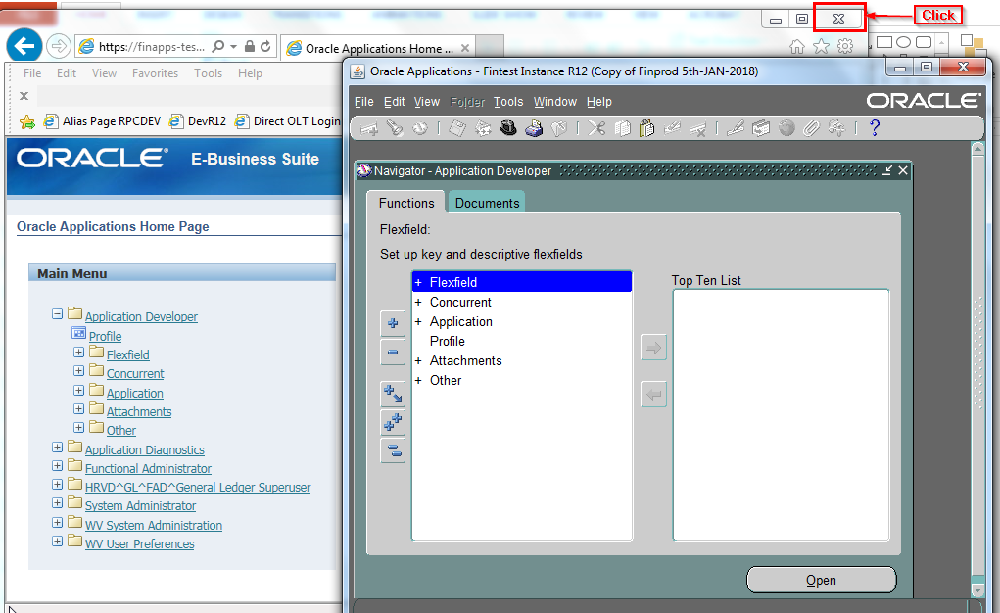 Click
https://finapps-tes...
Oracle Applications Home ...
File Edit View Favorites Tools Help
Alias Page RPCDEV DevR12 Direct OLT Login
ORACLE® E-Business Suite
Oracle Applications Home Page
Main Menu
Application Developer
Profile
Flexfield
Concurrent
Application
Attachments
Other
Application Diagnostics
Functional Administrator
HRVD^GL^FAD^General Ledger Superuser
System Administrator
WV System Administration
WV User Preferences
Oracle Applications - Fintest Instance R12 (Copy of Finprod 5th-JAN-2018)
File Edit View Folder Tools Window Help
ORACLE
Navigator - Application Developer
Functions Documents
Flexfield:
Set up key and descriptive flexfields
+ Flexfield
+ Concurrent
+ Application
Profile
+ Attachments
+ Other
Top Ten List
Open